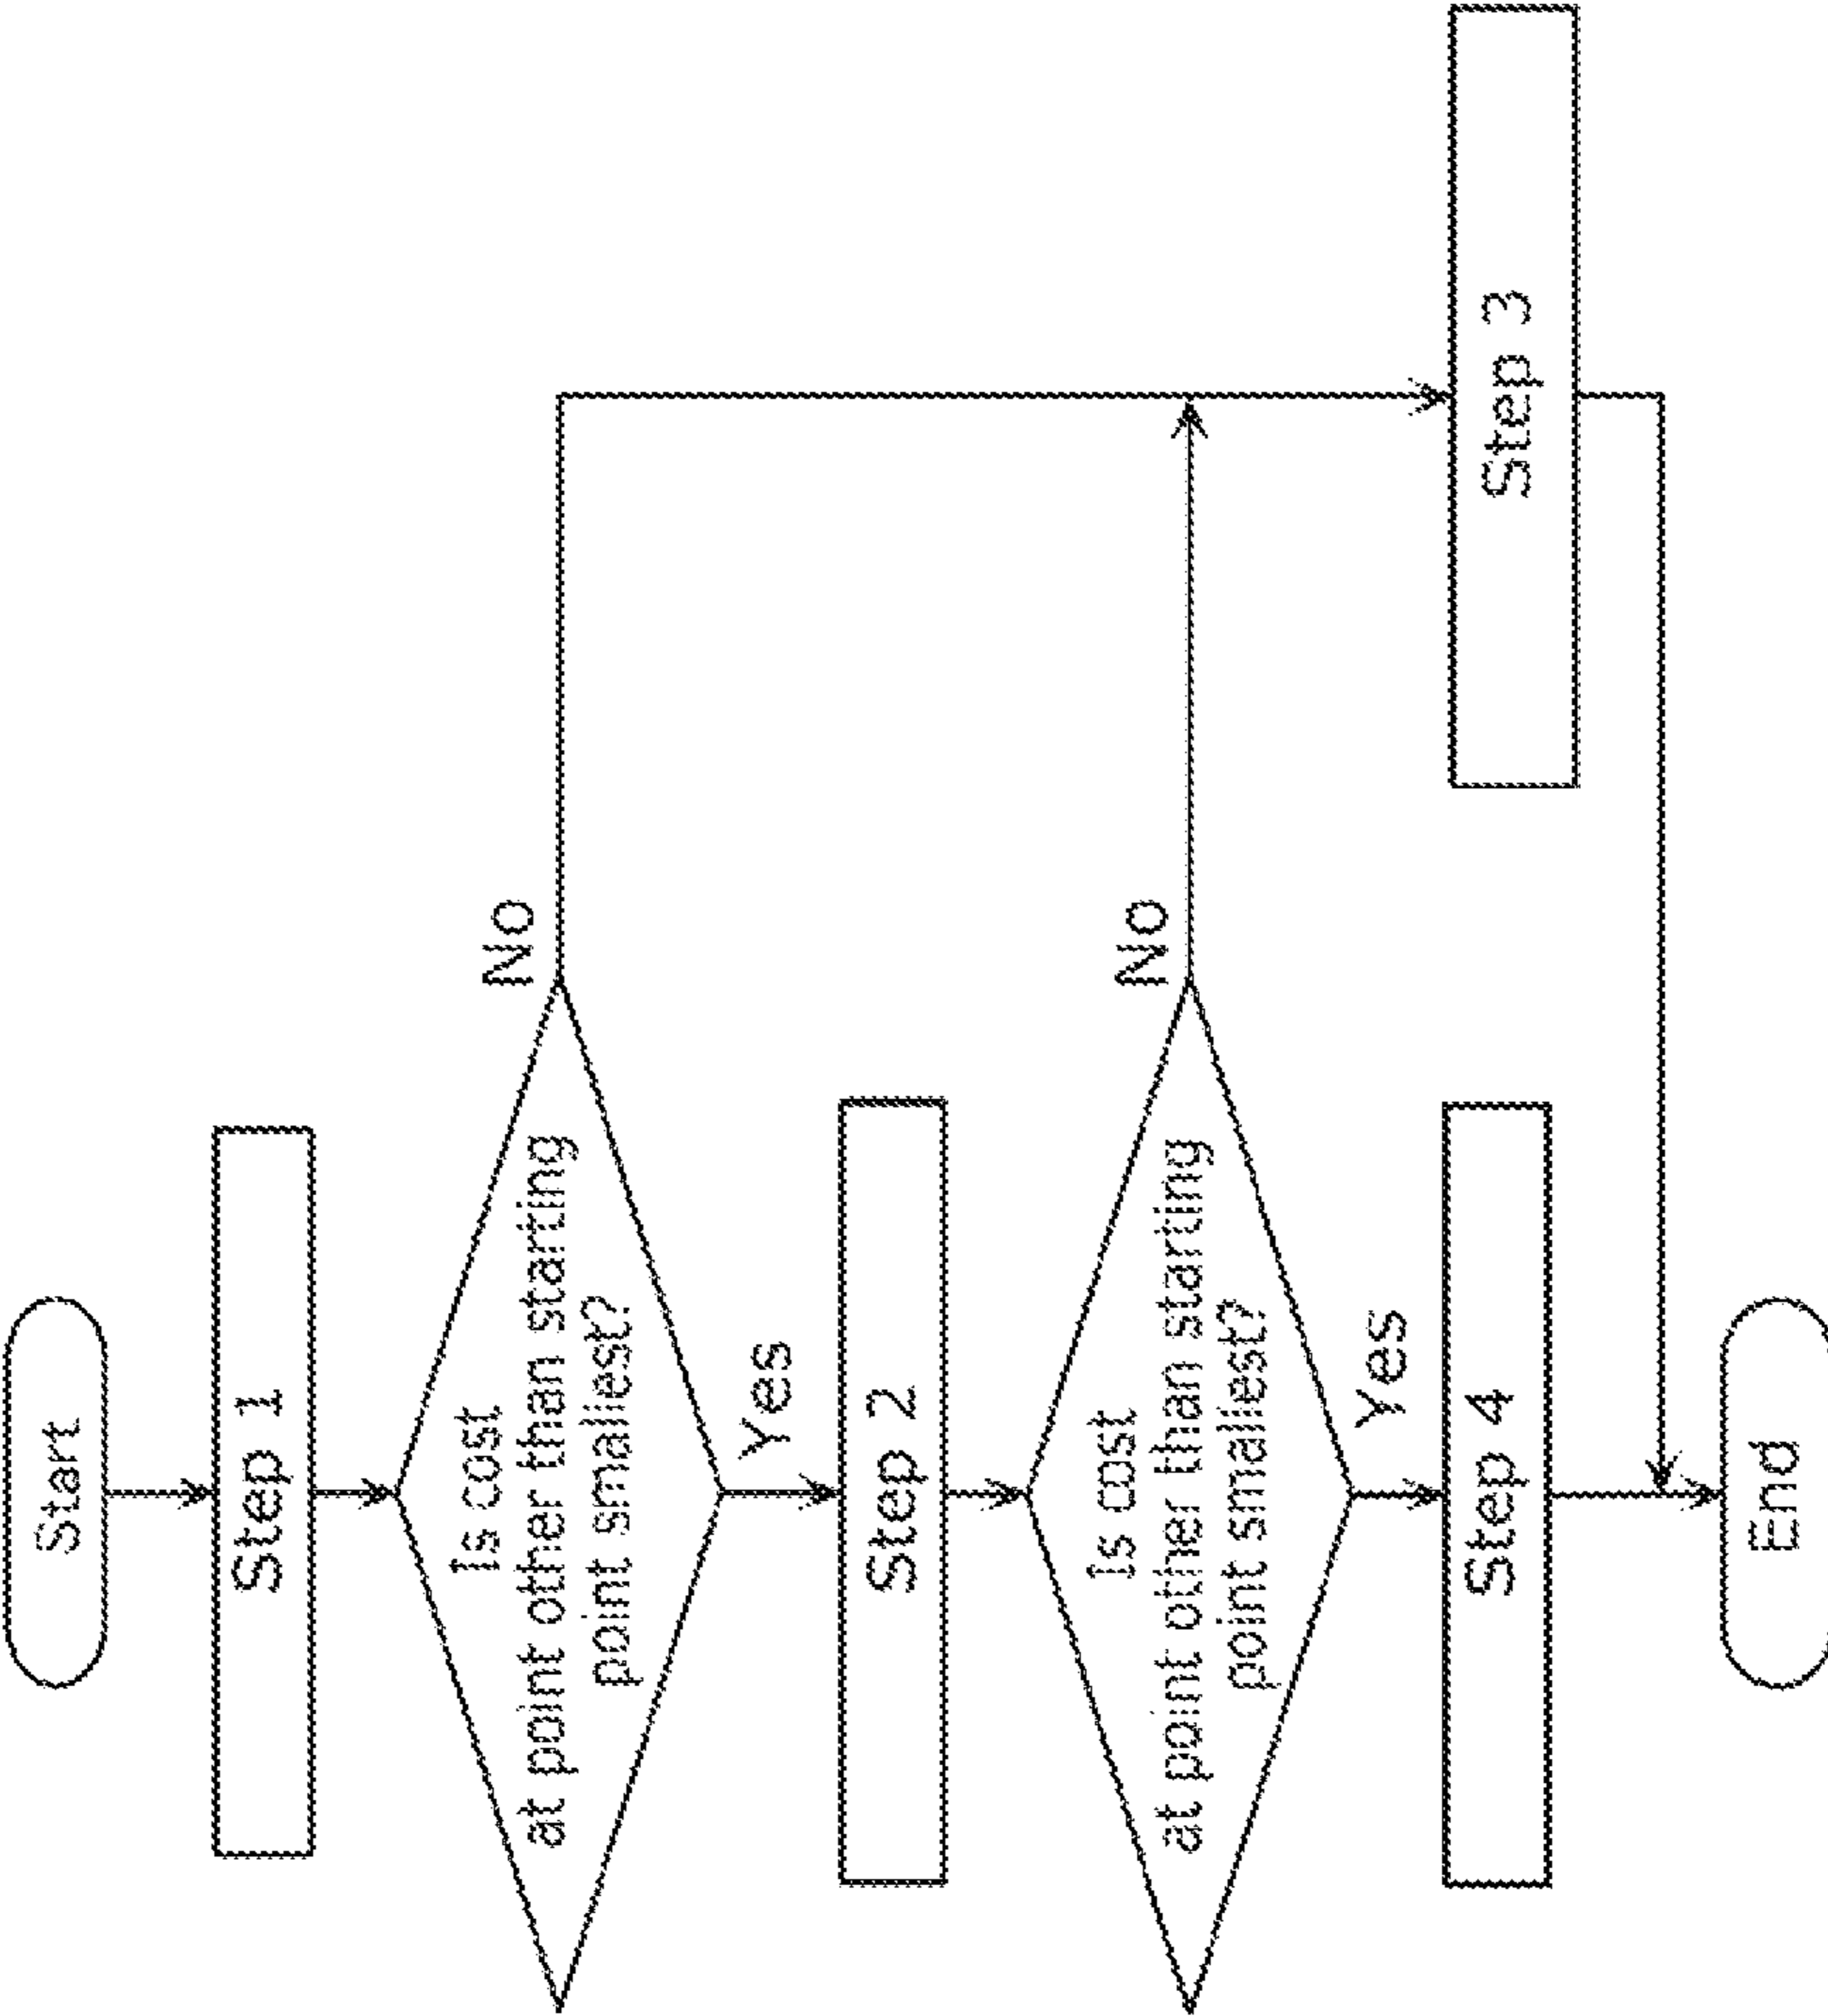 Start
Step 1
Is cost
at point other than starting
point smallest?
No
Yes
Step 2
Is cost
at point other than starting
point smallest?
No
Yes
Step 4
Step 3
End